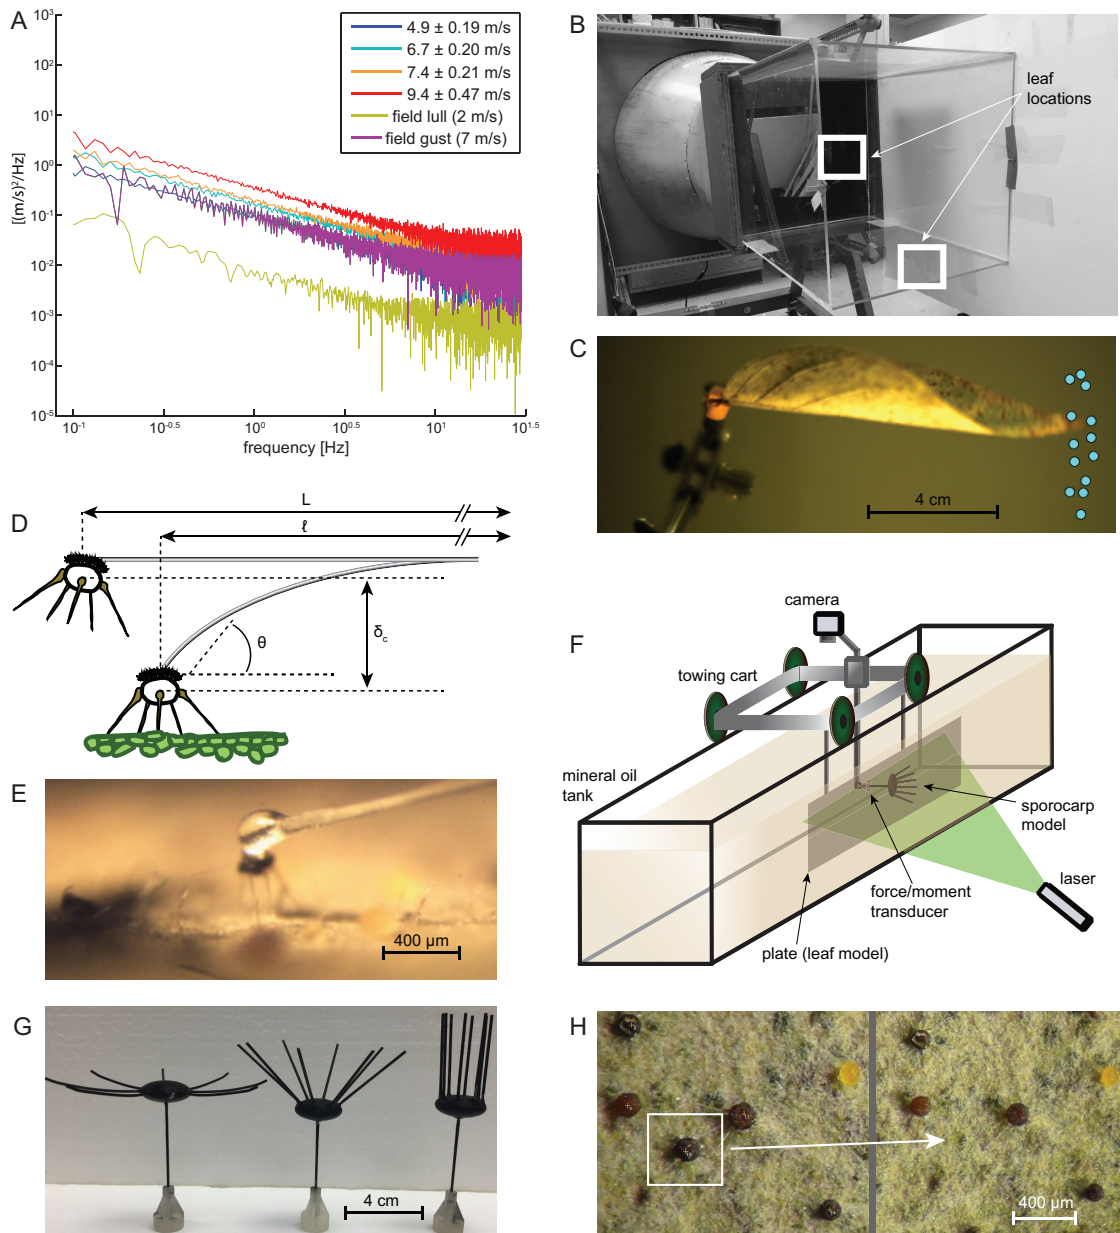 A
10³
10²
10¹
10⁰
10⁻¹
10⁻²
10⁻³
10⁻⁴
10⁻⁵
[(m/s)²/Hz]
4.9 ± 0.19 m/s
6.7 ± 0.20 m/s
7.4 ± 0.21 m/s
9.4 ± 0.47 m/s
field lull (2 m/s)
field gust (7 m/s)
10⁻¹
10⁻⁰·⁵
10⁰
10⁰·⁵
10¹
10¹·⁵
frequency [Hz]
B
leaf
locations
C
4 cm
D
L
ℓ
θ
δc
E
400 µm
F
camera
towing cart
mineral oil
tank
sporocarp
model
laser
force/moment
transducer
plate (leaf model)
G
4 cm
H
400 µm